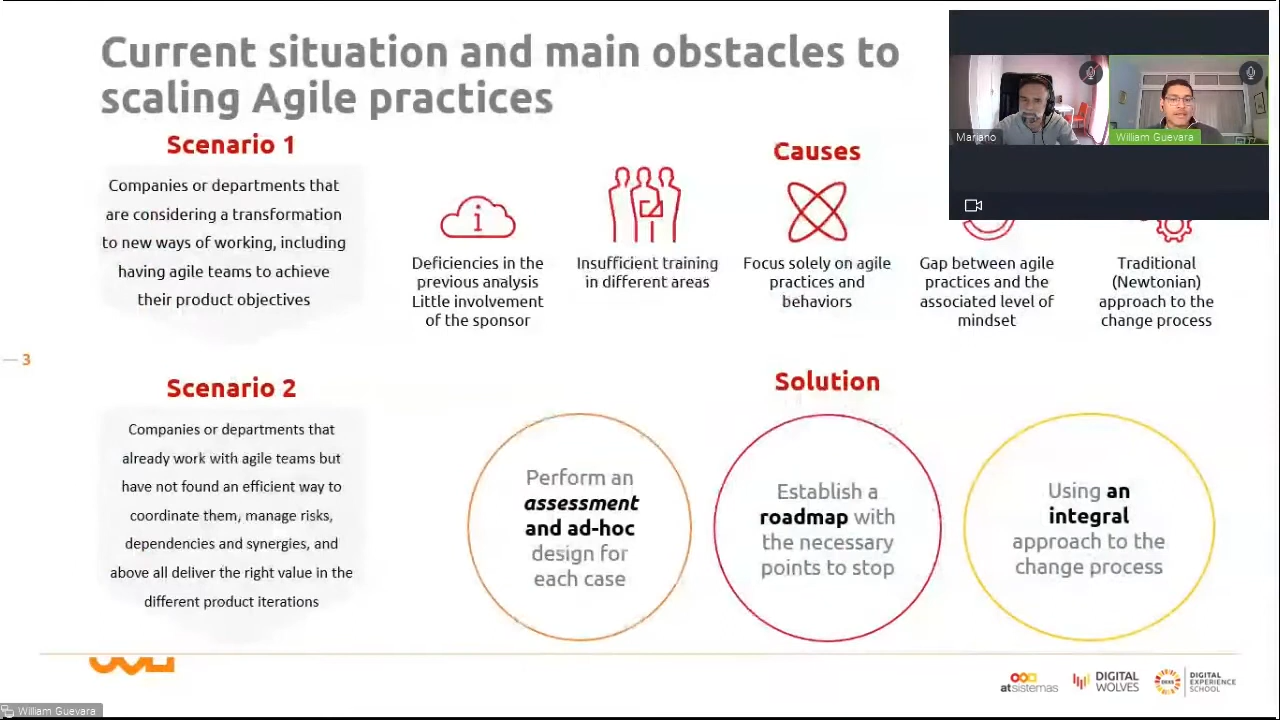 Current situation and main obstacles to
scaling Agile practices
Mariano
William Guevara
Scenario 1
Companies or departments that
are considering a transformation
to new ways of working, including
having agile teams to achieve
their product objectives
Causes
i
Deficiencies in the
previous analysis
Little involvement
of the sponsor
Insufficient training
in different areas
Focus solely on agile
practices and
behaviors
Gap between agile
practices and the
associated level of
mindset
Traditional
(Newtonian)
approach to the
change process
3
Scenario 2
Companies or departments that
already work with agile teams but
have not found an efficient way to
coordinate them, manage risks,
dependencies and synergies, and
above all deliver the right value in the
different product iterations
Solution
Perform an
assessment
and ad-hoc
design for
each case
Establish a
roadmap with
the necessary
points to stop
Using an
integral
approach to the
change process
atsistemas
DIGITAL
WOLVES
DIGITAL
EXPERIENCE
SCHOOL
William Guevara